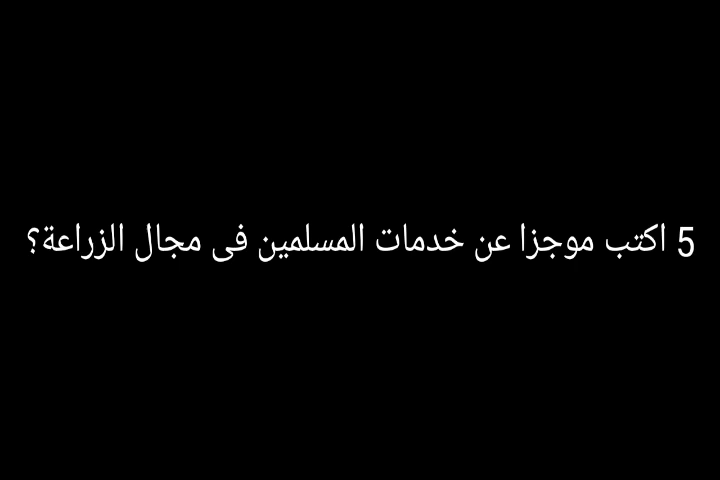 5 اكتب موجزا عن خدمات المسلمين فى مجال الزراعة؟